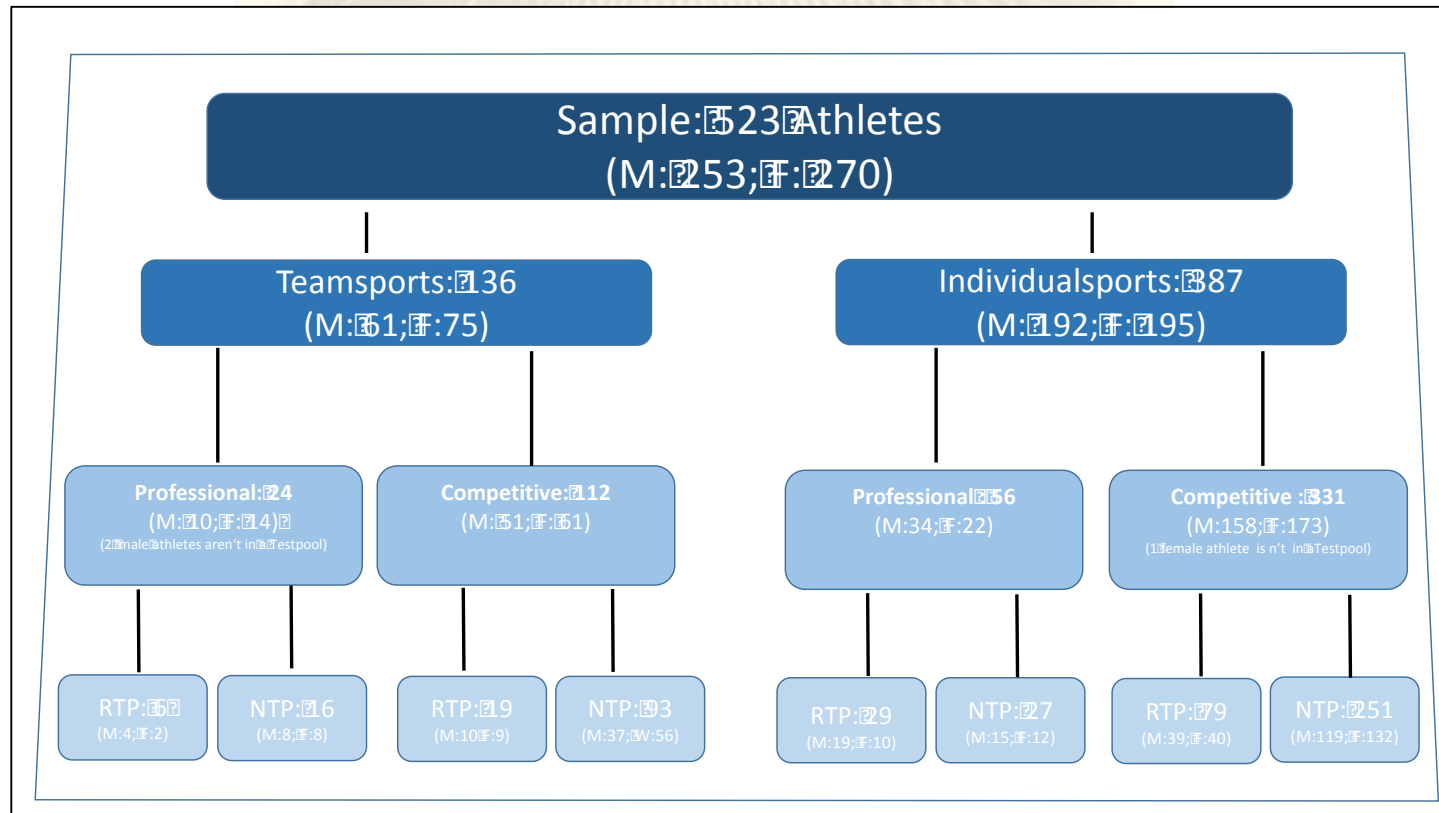 Sample: 523 Athletes
(M: 253; F: 270)
Teamsports: 136
(M: 61; F:75)
Individualsports: 387
(M: 192; F: 195)
Professional: 24
(M: 10; F: 14)
(2 male athletes aren't in a Testpool)
Competitive: 112
(M: 51; F: 61)
Professional 56
(M:34; F:22)
Competitive : 331
(M:158; F:173)
(1 female athlete is n't in a Testpool)
RTP: 6
(M:4; F:2)
NTP: 16
(M:8; F:8)
RTP: 19
(M:10 F:9)
NTP: 93
(M:37; W:56)
RTP: 29
(M:19; F:10)
NTP: 27
(M:15; F:12)
RTP: 79
(M:39; F:40)
NTP: 251
(M:119; F:132)